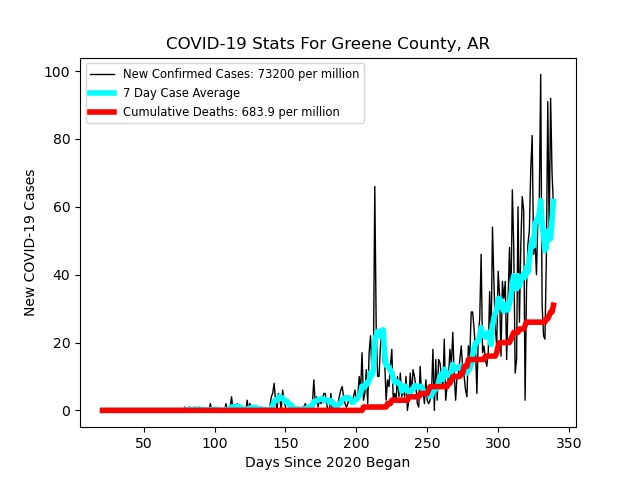 COVID-19 Stats For Greene County, AR
New Confirmed Cases: 73200 per million
7 Day Case Average
Cumulative Deaths: 683.9 per million
New COVID-19 Cases
100
80
60
40
20
0
50 100 150 200 250 300 350
Days Since 2020 Began